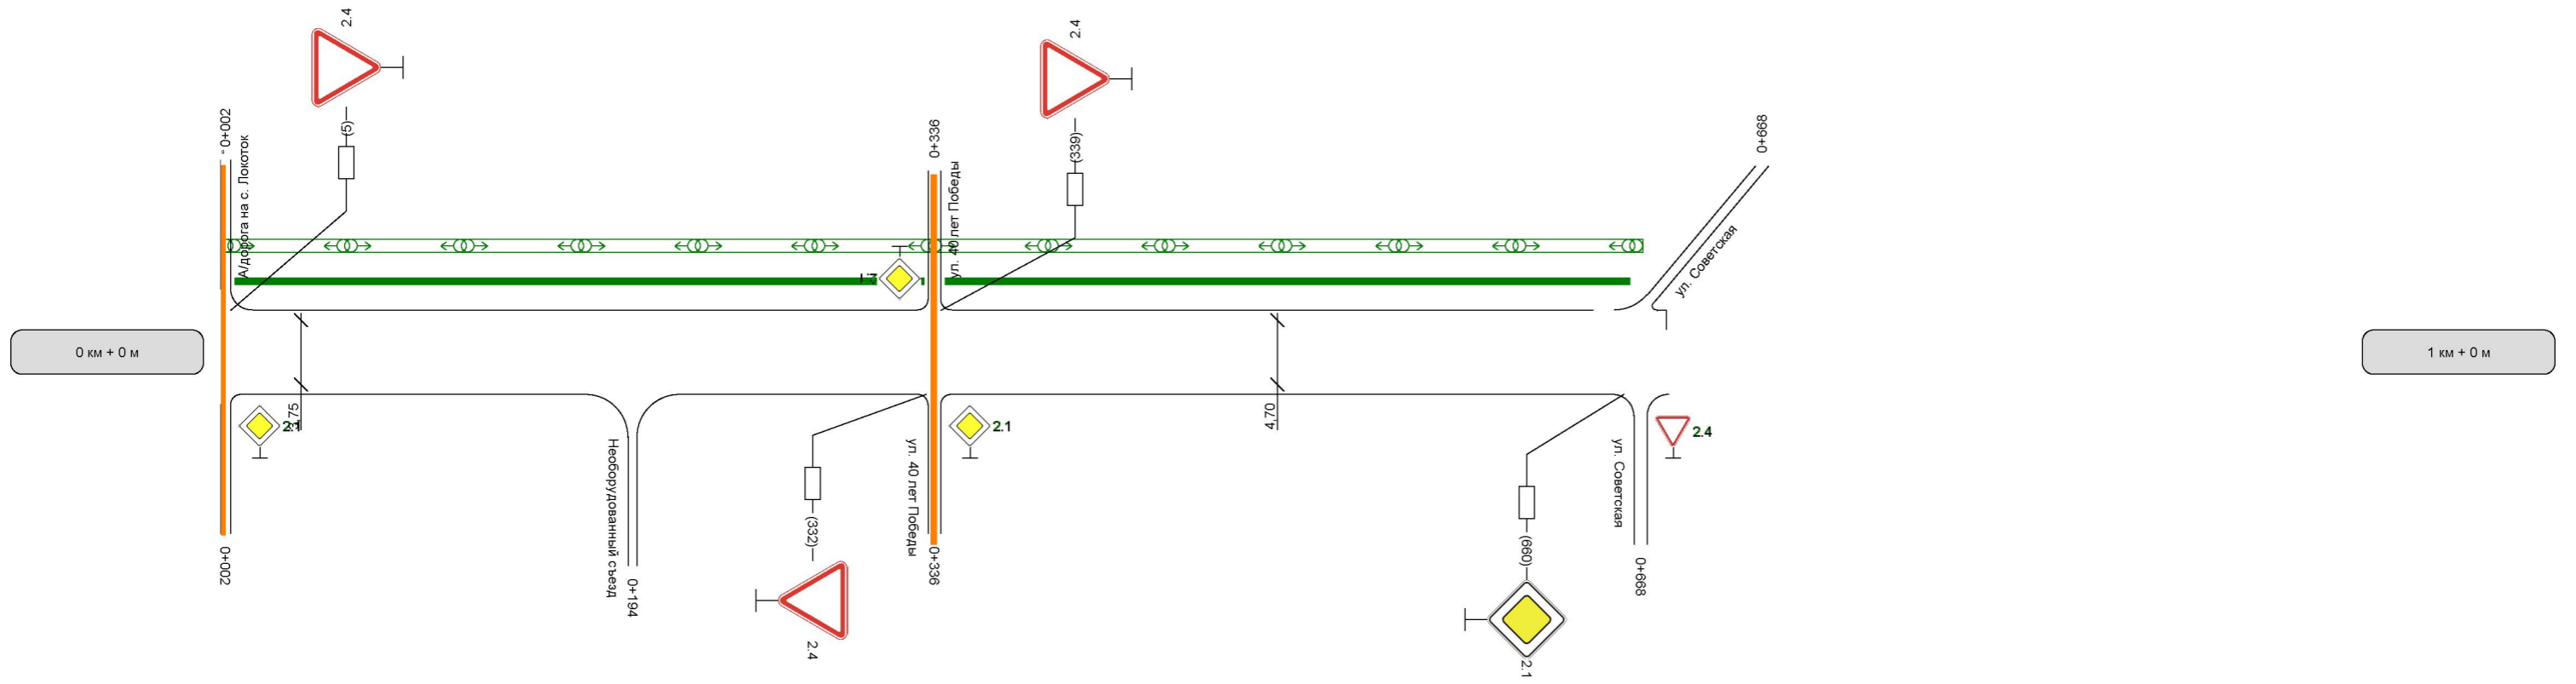 2.4
2.4
(5)
(339)
0+002
0+336
0+668
А/дорога на с. Локоток
ул. 40 лет Победы
ул. Советская
2.1
0 км + 0 м
1 км + 0 м
3,75
4,70
2.1
2.1
2.4
Необорудованный съезд
ул. 40 лет Победы
ул. Советская
(332)
(660)
0+002
0+194
0+336
0+668
2.4
2.1